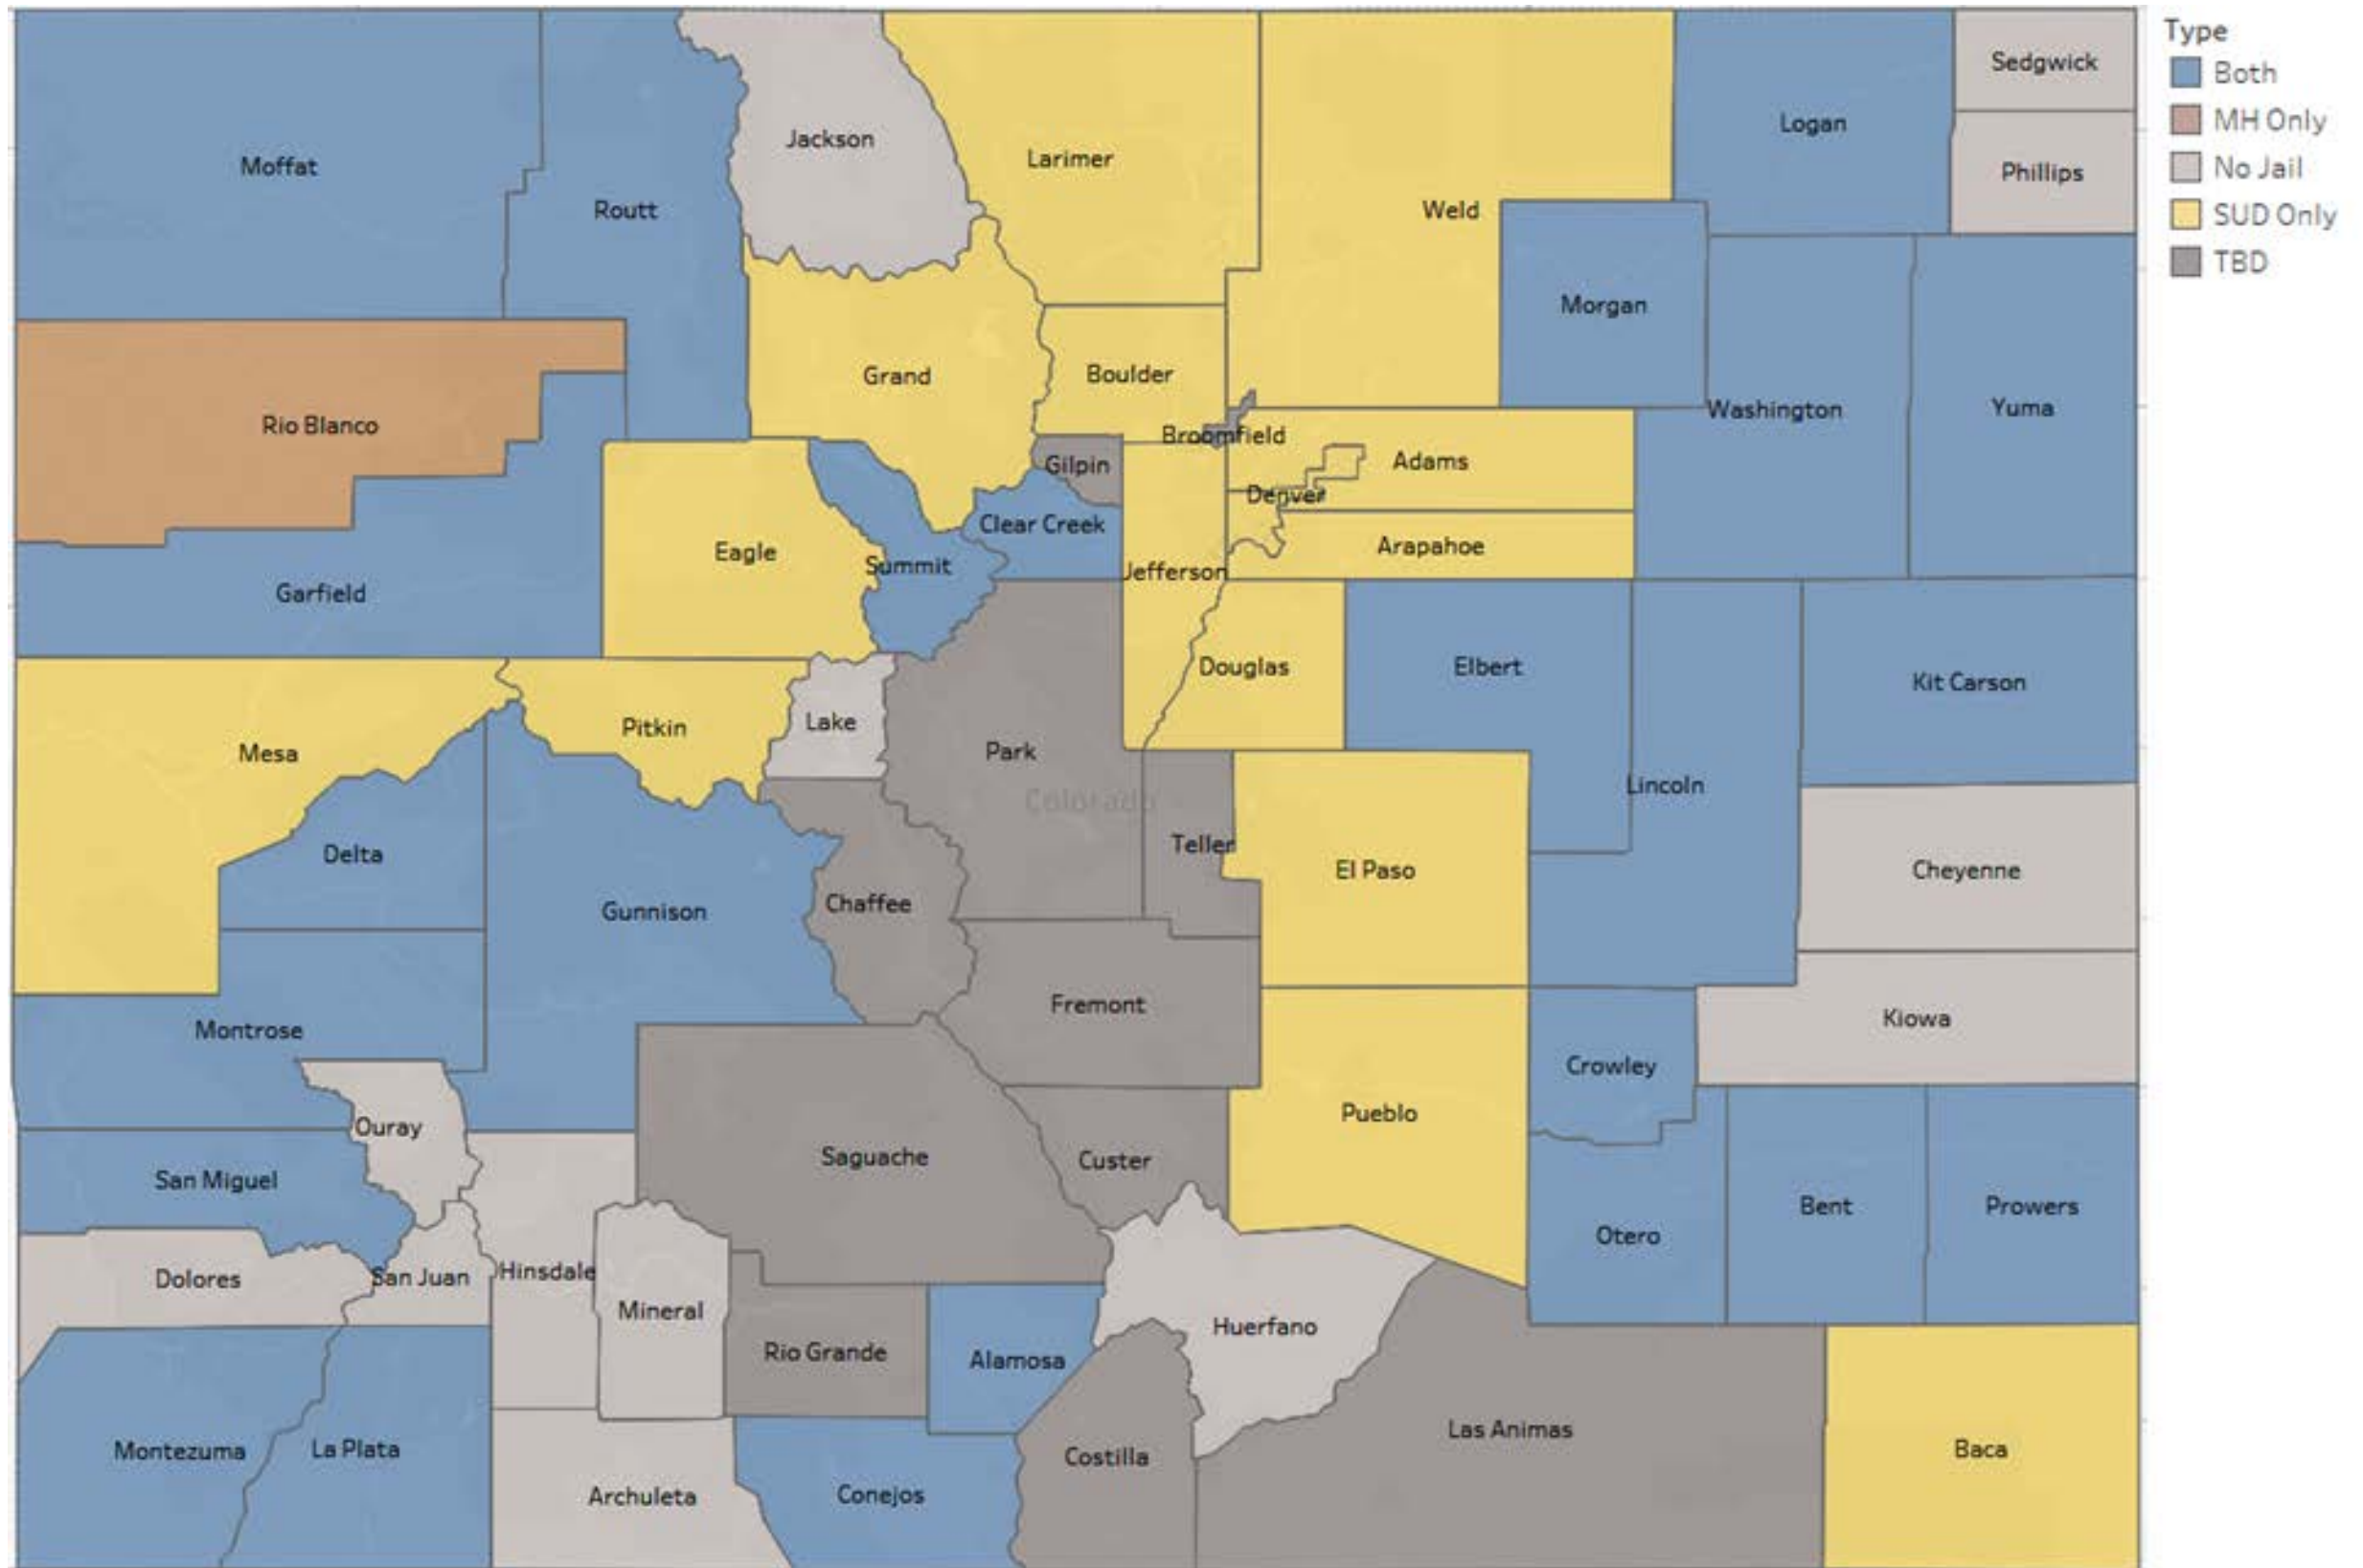 Type
Both
MH Only
No Jail
SUD Only
TBD
Sedgwick
Logan
Jackson
Larimer
Moffat
Phillips
Routt
Weld
Morgan
Grand
Boulder
Washington
Yuma
Rio Blanco
Broomfield
Gilpin
Adams
Denver
Clear Creek
Eagle
Arapahoe
Summit
Jefferson
Garfield
Douglas
Elbert
Kit Carson
Lake
Pitkin
Mesa
Park
Lincoln
Colorado
Teller
Delta
El Paso
Cheyenne
Chaffee
Gunnison
Fremont
Kiowa
Montrose
Crowley
Pueblo
Ouray
Saguache
Custer
San Miguel
Bent
Prowers
Otero
Hinsdale
San Juan
Dolores
Mineral
Huerfano
Rio Grande
Alamosa
Las Animas
Baca
Montezuma
La Plata
Costilla
Conejos
Archuleta